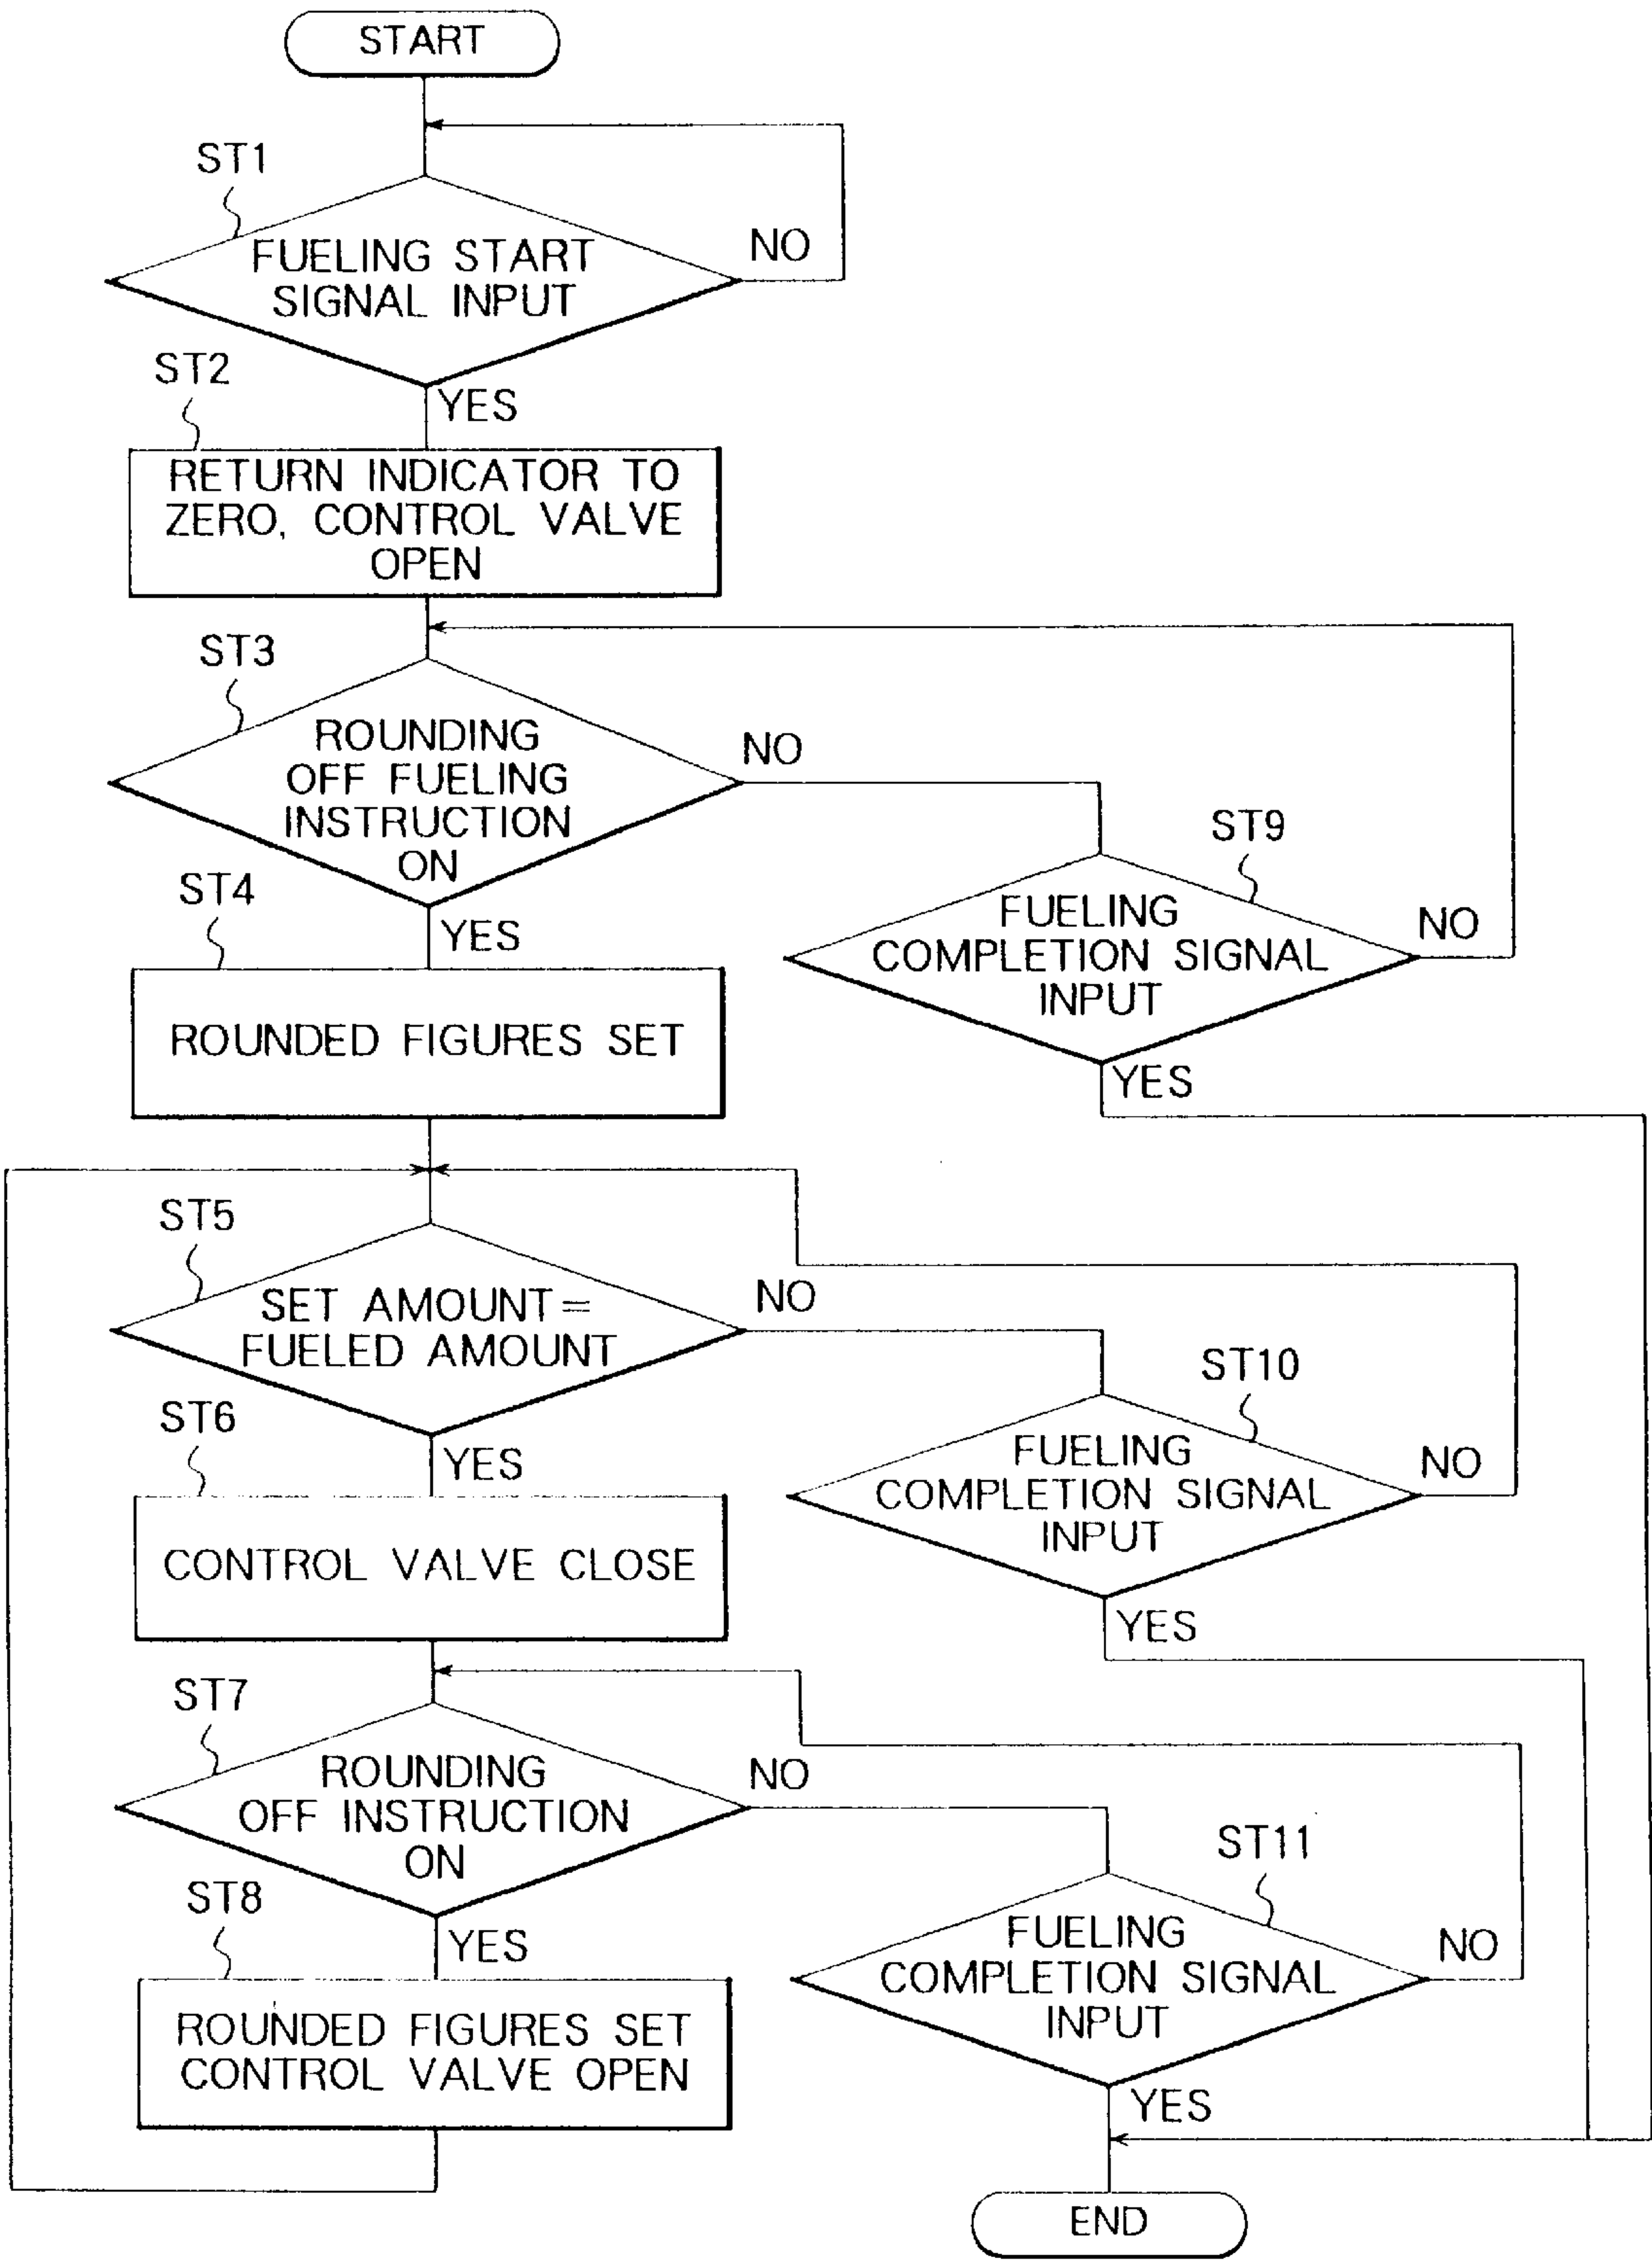 START
ST1
FUELING START
SIGNAL INPUT
NO
YES
ST2
RETURN INDICATOR TO
ZERO, CONTROL VALVE
OPEN
ST3
ROUNDING
OFF FUELING
INSTRUCTION
ON
NO
YES
ST9
FUELING
COMPLETION SIGNAL
INPUT
NO
YES
ST4
ROUNDED FIGURES SET
ST5
SET AMOUNT=
FUELED AMOUNT
NO
YES
ST10
FUELING
COMPLETION SIGNAL
INPUT
NO
YES
ST6
CONTROL VALVE CLOSE
ST7
ROUNDING
OFF INSTRUCTION
ON
NO
YES
ST11
FUELING
COMPLETION SIGNAL
INPUT
NO
YES
ST8
ROUNDED FIGURES SET
CONTROL VALVE OPEN
END